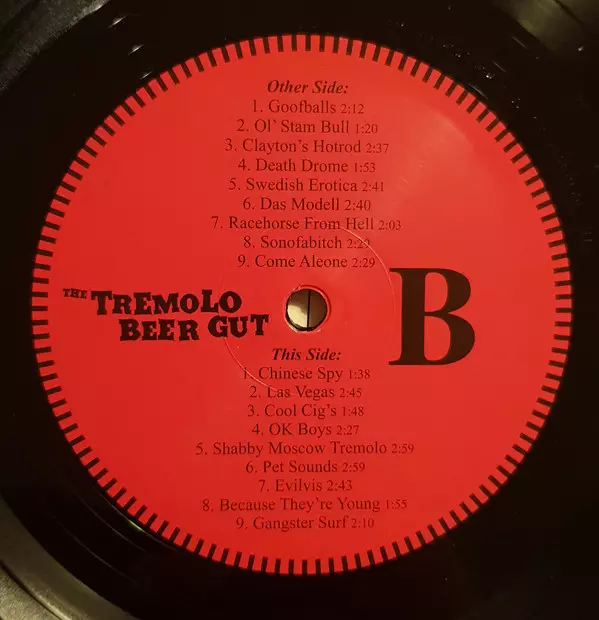 Other Side:
1. Goofballs 2:12
2. Ol' Stam Bull 1:20
3. Clayton's Hotrod 2:37
4. Death Drome 1:53
5. Swedish Erotica 2:41
6. Das Modell 2:40
7. Racehorse From Hell 2:03
8. Sonofabitch 2:22
9. Come Aleone 2:29
THE TREMOLO
BEER GUT
B
This Side:
1. Chinese Spy 1:38
2. Las Vegas 2:45
3. Cool Cig's 1:48
4. OK Boys 2:27
5. Shabby Moscow Tremolo 2:59
6. Pet Sounds 2:59
7. Evilvis 2:43
8. Because They're Young 1:55
9. Gangster Surf 2:10